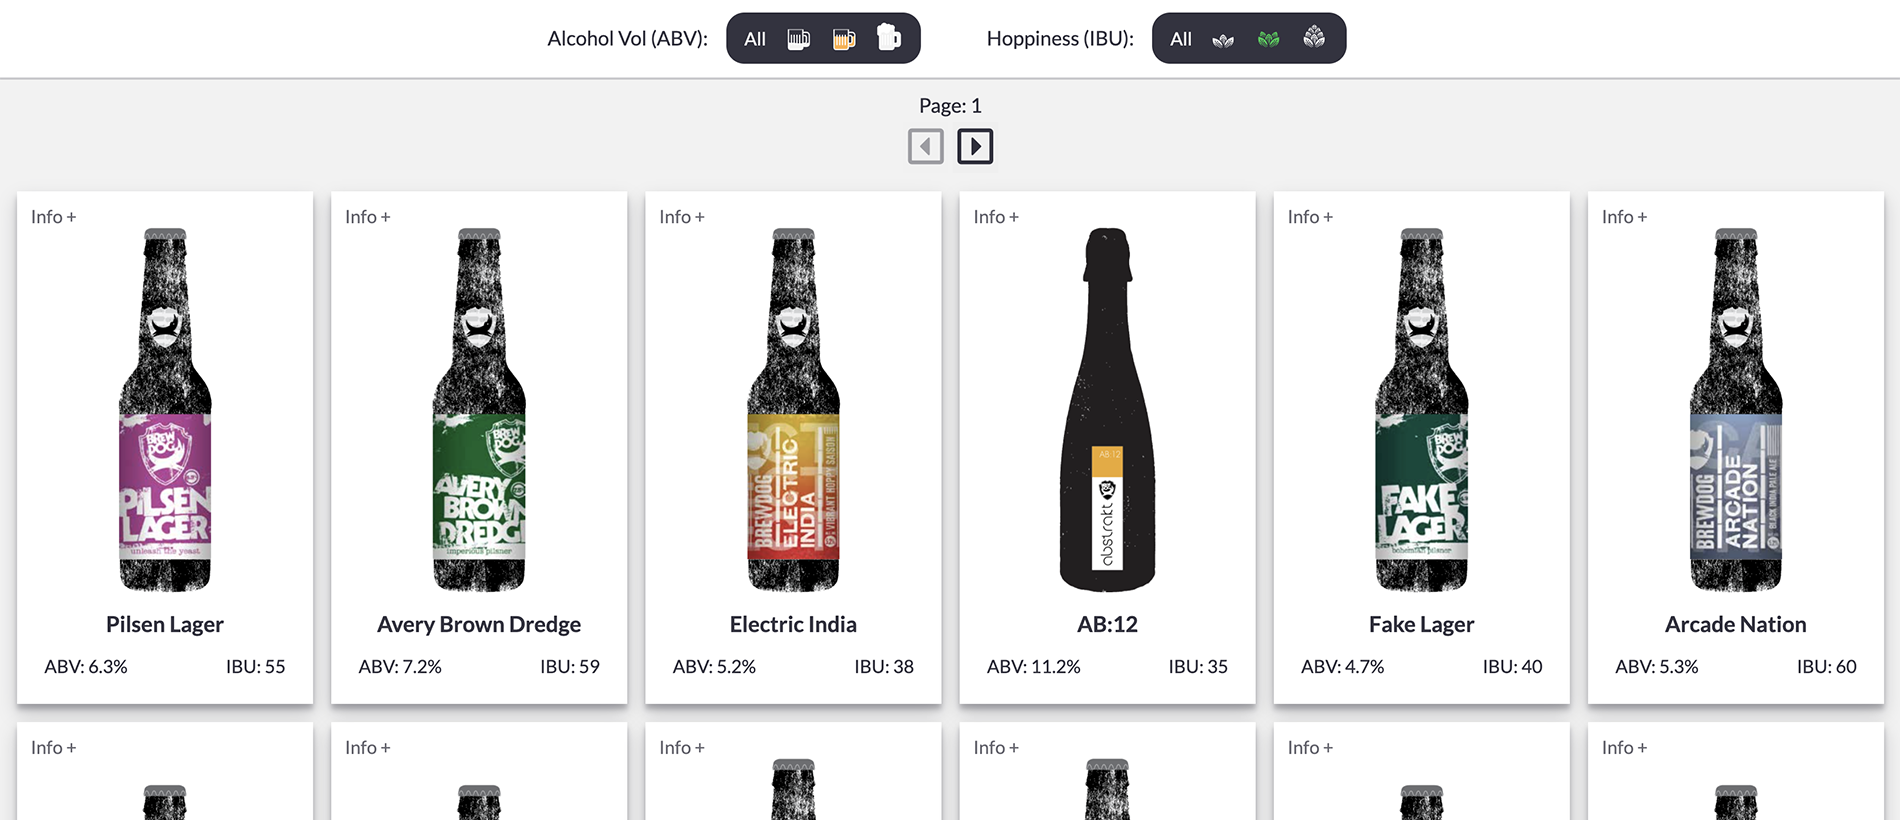 Alcohol Vol (ABV): All Hoppiness (IBU): All
Page: 1
Info + Info + Info + Info + Info + Info +
BREW
DOG
PILSEN
LAGER
unleash the yeast
BREW
DOG
AVERY
BROWN
DREDGE
imperious pilsner
BREWDOG
ELECTRIC
INDIA
VIBRANT HOPPY SAISON
AB:12
abstrakt
BREW
DOG
FAKE
LAGER
bohemian pilsner
BREWDOG
ARCADE
NATION
BLACK INDIA PALE ALE
Pilsen Lager Avery Brown Dredge Electric India AB:12 Fake Lager Arcade Nation
ABV: 6.3% IBU: 55 ABV: 7.2% IBU: 59 ABV: 5.2% IBU: 38 ABV: 11.2% IBU: 35 ABV: 4.7% IBU: 40 ABV: 5.3% IBU: 60
Info + Info + Info + Info + Info + Info +